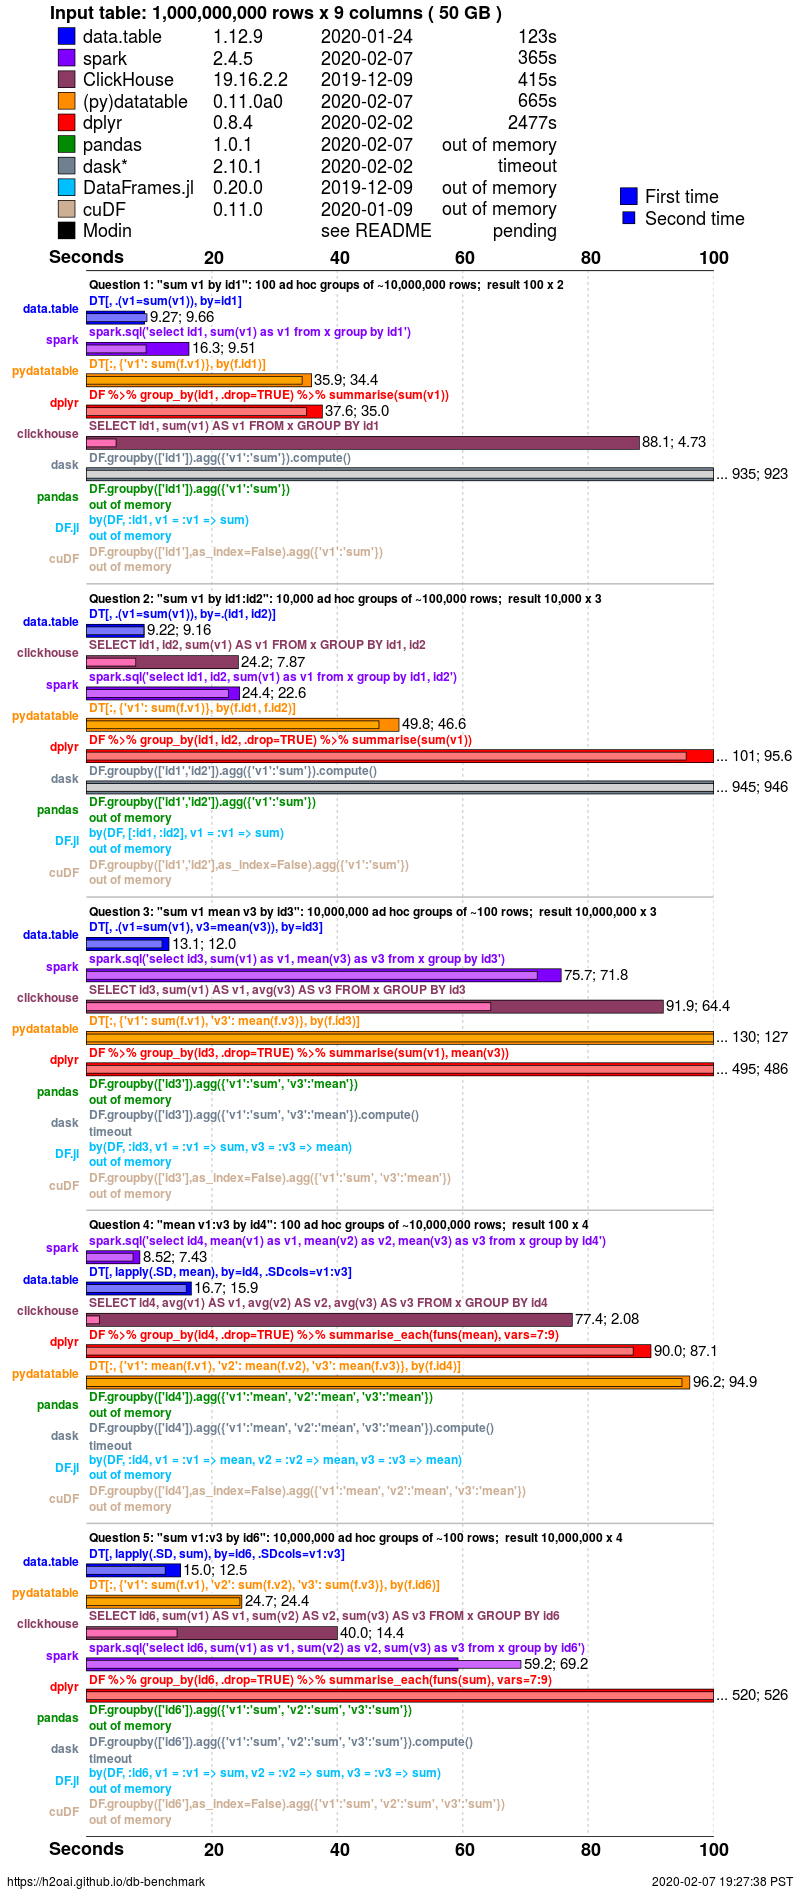 Input table: 1,000,000,000 rows x 9 columns ( 50 GB )
data.table 1.12.9 2020-01-24 123s
spark 2.4.5 2020-02-07 365s
ClickHouse 19.16.2.2 2019-12-09 415s
(py)datatable 0.11.0a0 2020-02-07 665s
dplyr 0.8.4 2020-02-02 2477s
pandas 1.0.1 2020-02-07 out of memory
dask* 2.10.1 2020-02-02 timeout
DataFrames.jl 0.20.0 2019-12-09 out of memory
cuDF 0.11.0 2020-01-09 out of memory
Modin see README pending
First time
Second time
Seconds 20 40 60 80 100
Question 1: "sum v1 by id1": 100 ad hoc groups of ~10,000,000 rows; result 100 x 2
DT[, .(v1=sum(v1)), by=id1]
data.table 9.27; 9.66
spark.sql('select id1, sum(v1) as v1 from x group by id1')
spark 16.3; 9.51
DT[:, {'v1': sum(f.v1)}, by(f.id1)]
pydatatable 35.9; 34.4
DF %>% group_by(id1, .drop=TRUE) %>% summarise(sum(v1))
dplyr 37.6; 35.0
SELECT id1, sum(v1) AS v1 FROM x GROUP BY id1
clickhouse 88.1; 4.73
DF.groupby(['id1']).agg({'v1':'sum'}).compute()
dask ... 935; 923
DF.groupby(['id1']).agg({'v1':'sum'})
pandas out of memory
by(DF, :id1, v1 = :v1 => sum)
DF.jl out of memory
DF.groupby(['id1'],as_index=False).agg({'v1':'sum'})
cuDF out of memory
Question 2: "sum v1 by id1:id2": 10,000 ad hoc groups of ~100,000 rows; result 10,000 x 3
DT[, .(v1=sum(v1)), by=.(id1, id2)]
data.table 9.22; 9.16
SELECT id1, id2, sum(v1) AS v1 FROM x GROUP BY id1, id2
clickhouse 24.2; 7.87
spark.sql('select id1, id2, sum(v1) as v1 from x group by id1, id2')
spark 24.4; 22.6
DT[:, {'v1': sum(f.v1)}, by(f.id1, f.id2)]
pydatatable 49.8; 46.6
DF %>% group_by(id1, id2, .drop=TRUE) %>% summarise(sum(v1))
dplyr ... 101; 95.6
DF.groupby(['id1','id2']).agg({'v1':'sum'}).compute()
dask ... 945; 946
DF.groupby(['id1','id2']).agg({'v1':'sum'})
pandas out of memory
by(DF, [:id1, :id2], v1 = :v1 => sum)
DF.jl out of memory
DF.groupby(['id1','id2'],as_index=False).agg({'v1':'sum'})
cuDF out of memory
Question 3: "sum v1 mean v3 by id3": 10,000,000 ad hoc groups of ~100 rows; result 10,000,000 x 3
DT[, .(v1=sum(v1), v3=mean(v3)), by=id3]
data.table 13.1; 12.0
spark.sql('select id3, sum(v1) as v1, mean(v3) as v3 from x group by id3')
spark 75.7; 71.8
SELECT id3, sum(v1) AS v1, avg(v3) AS v3 FROM x GROUP BY id3
clickhouse 91.9; 64.4
DT[:, {'v1': sum(f.v1), 'v3': mean(f.v3)}, by(f.id3)]
pydatatable ... 130; 127
DF %>% group_by(id3, .drop=TRUE) %>% summarise(sum(v1), mean(v3))
dplyr ... 495; 486
DF.groupby(['id3']).agg({'v1':'sum', 'v3':'mean'})
pandas out of memory
DF.groupby(['id3']).agg({'v1':'sum', 'v3':'mean'}).compute()
dask timeout
by(DF, :id3, v1 = :v1 => sum, v3 = :v3 => mean)
DF.jl out of memory
DF.groupby(['id3'],as_index=False).agg({'v1':'sum', 'v3':'mean'})
cuDF out of memory
Question 4: "mean v1:v3 by id4": 100 ad hoc groups of ~10,000,000 rows; result 100 x 4
spark.sql('select id4, mean(v1) as v1, mean(v2) as v2, mean(v3) as v3 from x group by id4')
spark 8.52; 7.43
DT[, lapply(.SD, mean), by=id4, .SDcols=v1:v3]
data.table 16.7; 15.9
SELECT id4, avg(v1) AS v1, avg(v2) AS v2, avg(v3) AS v3 FROM x GROUP BY id4
clickhouse 77.4; 2.08
DF %>% group_by(id4, .drop=TRUE) %>% summarise_each(funs(mean), vars=7:9)
dplyr 90.0; 87.1
DT[:, {'v1': mean(f.v1), 'v2': mean(f.v2), 'v3': mean(f.v3)}, by(f.id4)]
pydatatable 96.2; 94.9
DF.groupby(['id4']).agg({'v1':'mean', 'v2':'mean', 'v3':'mean'})
pandas out of memory
DF.groupby(['id4']).agg({'v1':'mean', 'v2':'mean', 'v3':'mean'}).compute()
dask timeout
by(DF, :id4, v1 = :v1 => mean, v2 = :v2 => mean, v3 = :v3 => mean)
DF.jl out of memory
DF.groupby(['id4'],as_index=False).agg({'v1':'mean', 'v2':'mean', 'v3':'mean'})
cuDF out of memory
Question 5: "sum v1:v3 by id6": 10,000,000 ad hoc groups of ~100 rows; result 10,000,000 x 4
DT[, lapply(.SD, sum), by=id6, .SDcols=v1:v3]
data.table 15.0; 12.5
DT[:, {'v1': sum(f.v1), 'v2': sum(f.v2), 'v3': sum(f.v3)}, by(f.id6)]
pydatatable 24.7; 24.4
SELECT id6, sum(v1) AS v1, sum(v2) AS v2, sum(v3) AS v3 FROM x GROUP BY id6
clickhouse 40.0; 14.4
spark.sql('select id6, sum(v1) as v1, sum(v2) as v2, sum(v3) as v3 from x group by id6')
spark 59.2; 69.2
DF %>% group_by(id6, .drop=TRUE) %>% summarise_each(funs(sum), vars=7:9)
dplyr ... 520; 526
DF.groupby(['id6']).agg({'v1':'sum', 'v2':'sum', 'v3':'sum'})
pandas out of memory
DF.groupby(['id6']).agg({'v1':'sum', 'v2':'sum', 'v3':'sum'}).compute()
dask timeout
by(DF, :id6, v1 = :v1 => sum, v2 = :v2 => sum, v3 = :v3 => sum)
DF.jl out of memory
DF.groupby(['id6'],as_index=False).agg({'v1':'sum', 'v2':'sum', 'v3':'sum'})
cuDF out of memory
Seconds 20 40 60 80 100
https://h2oai.github.io/db-benchmark 2020-02-07 19:27:38 PST